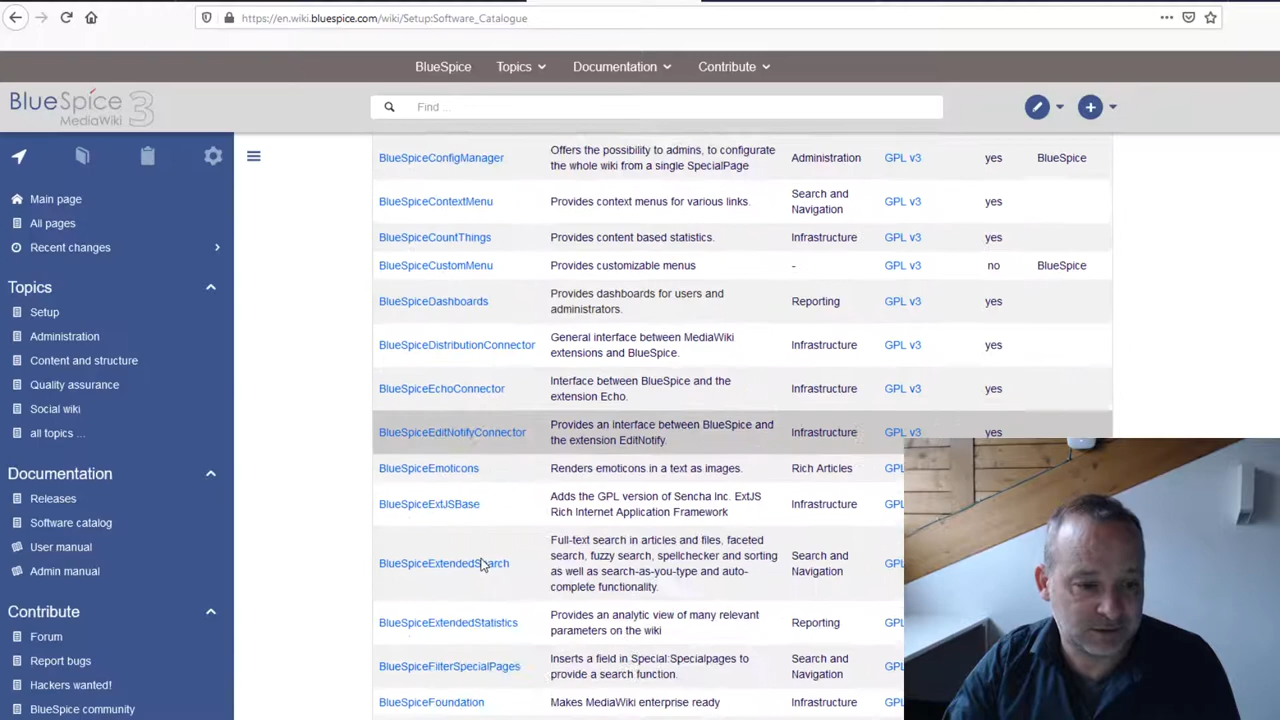 https://en.wiki.bluespice.com/wiki/Setup:Software_Catalogue
BlueSpice Topics Documentation Contribute
BlueSpice 3
MediaWiki
Find ...
Main page
All pages
Recent changes
Topics
Setup
Administration
Content and structure
Quality assurance
Social wiki
all topics ...
Documentation
Releases
Software catalog
User manual
Admin manual
Contribute
Forum
Report bugs
Hackers wanted!
BlueSpice community
BlueSpiceConfigManager
Offers the possibility to admins, to configurate
the whole wiki from a single SpecialPage
Administration
GPL v3
yes
BlueSpice
BlueSpiceContextMenu
Provides context menus for various links.
Search and
Navigation
GPL v3
yes
BlueSpiceCountThings
Provides content based statistics.
Infrastructure
GPL v3
yes
BlueSpiceCustomMenu
Provides customizable menus
-
GPL v3
no
BlueSpice
BlueSpiceDashboards
Provides dashboards for users and
administrators.
Reporting
GPL v3
yes
BlueSpiceDistributionConnector
General interface between MediaWiki
extensions and BlueSpice.
Infrastructure
GPL v3
yes
BlueSpiceEchoConnector
Interface between BlueSpice and the
extension Echo.
Infrastructure
GPL v3
yes
BlueSpiceEditNotifyConnector
Provides an interface between BlueSpice and
the extension EditNotify.
Infrastructure
GPL v3
yes
BlueSpiceEmoticons
Renders emoticons in a text as images.
Rich Articles
GPL
BlueSpiceExtJSBase
Adds the GPL version of Sencha Inc. ExtJS
Rich Internet Application Framework
Infrastructure
GPL
BlueSpiceExtendedSearch
Full-text search in articles and files, faceted
search, fuzzy search, spellchecker and sorting
as well as search-as-you-type and auto-
complete functionality.
Search and
Navigation
GPL
BlueSpiceExtendedStatistics
Provides an analytic view of many relevant
parameters on the wiki
Reporting
GPL
BlueSpiceFilterSpecialPages
Inserts a field in Special:Specialpages to
provide a search function.
Search and
Navigation
GPL
BlueSpiceFoundation
Makes MediaWiki enterprise ready
Infrastructure
GPL